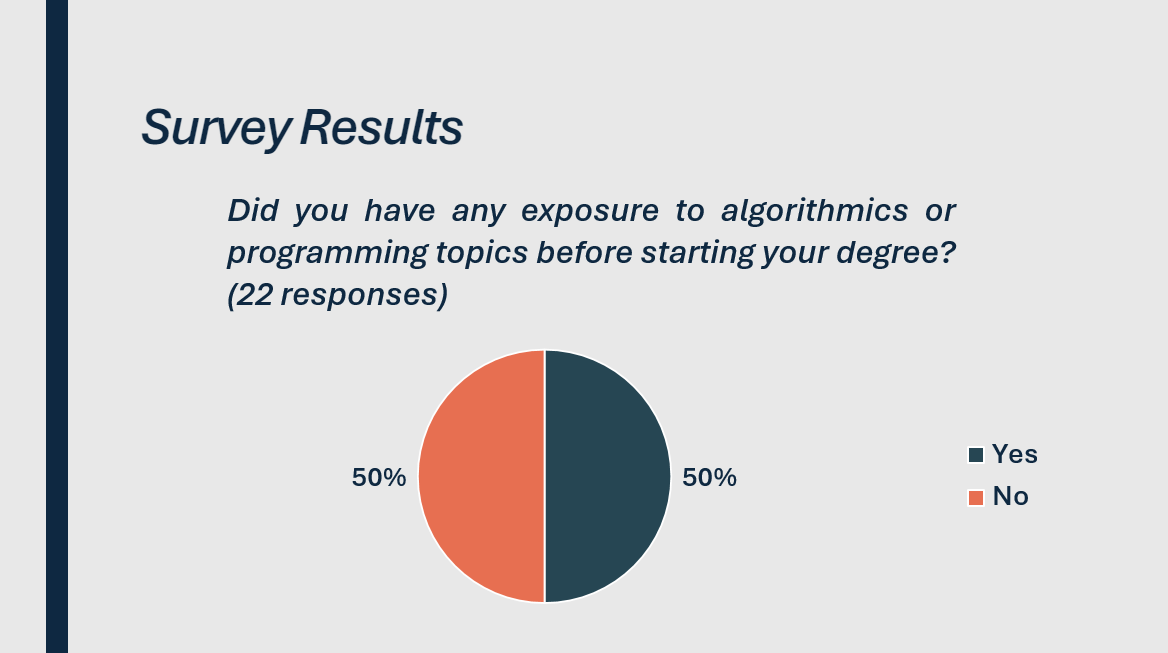 Survey Results
Did you have any exposure to algorithmics or
programming topics before starting your degree?
(22 responses)
50%
50%
Yes
No